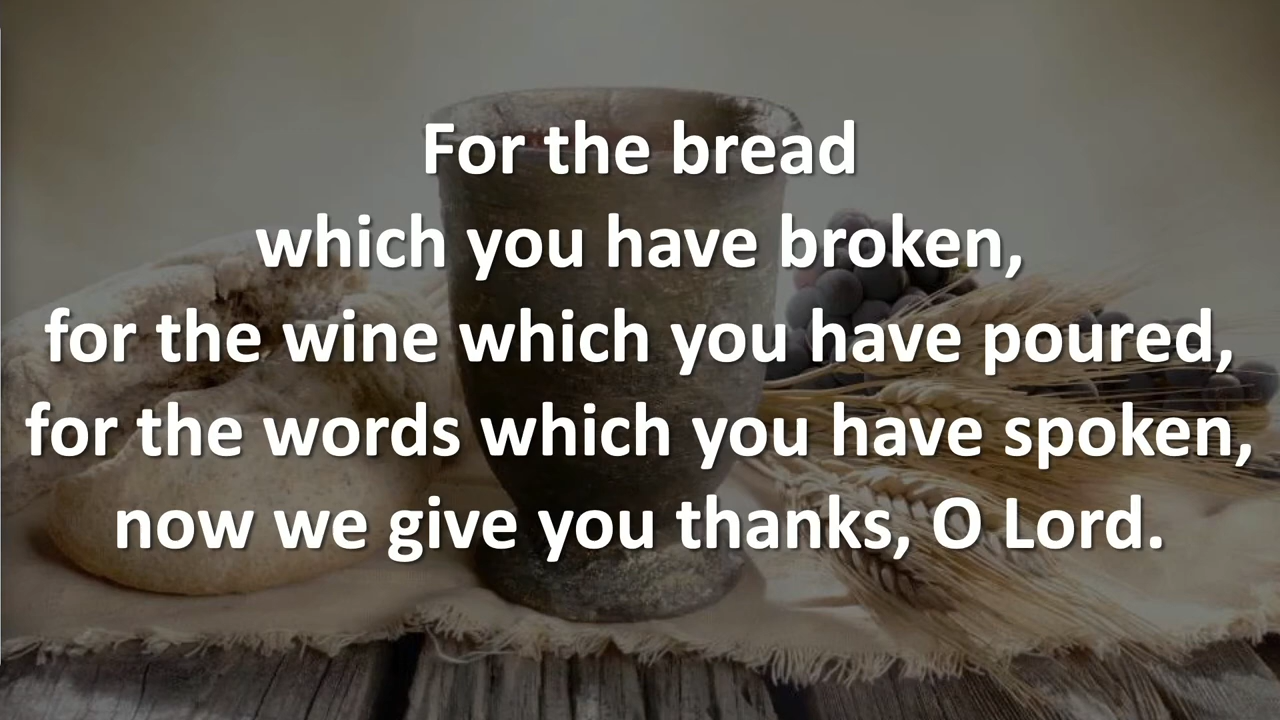 For the bread
which you have broken,
for the wine which you have poured,
for the words which you have spoken,
now we give you thanks, O Lord.